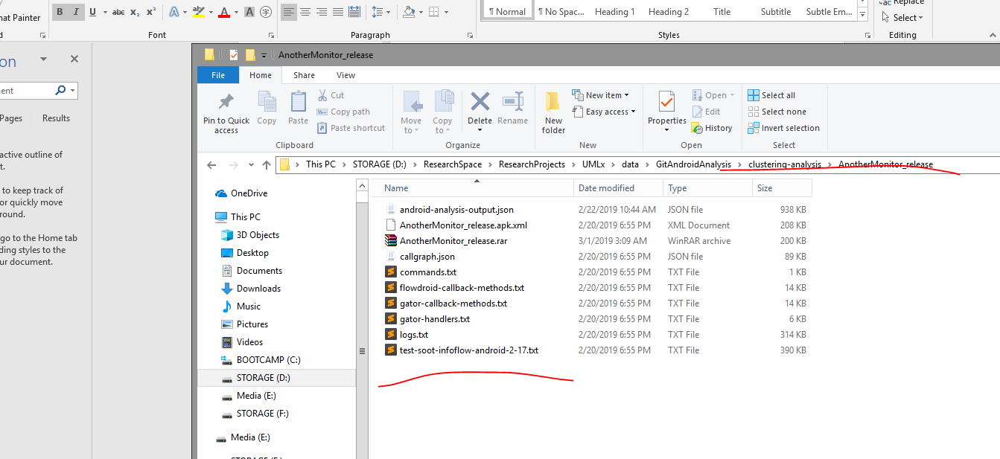 Replace
nat Painter
B I U abc x₂ x² A aby A A
¶ Normal ¶ No Spac... Heading 1 Heading 2 Title Subtitle Subtle Em...
Select
Font Paragraph Styles Editing
on
ent
Pages Results
active outline of
t.
to keep track of
or quickly move
round.
go to the Home tab
ding styles to the
ur document.
AnotherMonitor_release
File Home Share View
Pin to Quick access
Copy
Paste
Cut
Copy path
Paste shortcut
Clipboard
Move to
Copy to
Delete
Rename
Organize
New folder
New item
Easy access
New
Properties
Open
Edit
History
Open
Select all
Select none
Invert selection
Select
This PC > STORAGE (D:) > ResearchSpace > ResearchProjects > UMLx > data > GitAndroidAnalysis > clustering-analysis > AnotherMonitor_release
OneDrive
This PC
3D Objects
Desktop
Documents
Downloads
Music
Pictures
Videos
BOOTCAMP (C:)
STORAGE (D:)
Media (E:)
STORAGE (F:)
Media (E:)
Name Date modified Type Size
android-analysis-output.json 2/22/2019 10:44 AM JSON file 938 KB
AnotherMonitor_release.apk.xml 2/20/2019 6:55 PM XML Document 208 KB
AnotherMonitor_release.rar 3/1/2019 3:09 AM WinRAR archive 200 KB
callgraph.json 2/20/2019 6:55 PM JSON file 89 KB
commands.txt 2/20/2019 6:55 PM TXT File 1 KB
flowdroid-callback-methods.txt 2/20/2019 6:55 PM TXT File 14 KB
gator-callback-methods.txt 2/20/2019 6:55 PM TXT File 14 KB
gator-handlers.txt 2/20/2019 6:55 PM TXT File 6 KB
logs.txt 2/20/2019 6:55 PM TXT File 314 KB
test-soot-infoflow-android-2-17.txt 2/20/2019 6:55 PM TXT File 390 KB